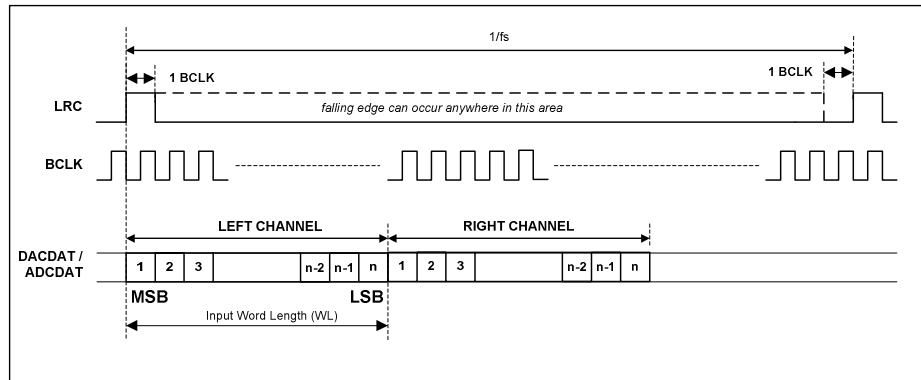 1/fs
1 BCLK
1 BCLK
LRC
falling edge can occur anywhere in this area
BCLK
LEFT CHANNEL
RIGHT CHANNEL
DACDAT /
ADCDAT
1 2 3 n-2 n-1 n 1 2 3 n-2 n-1 n
MSB LSB
Input Word Length (WL)